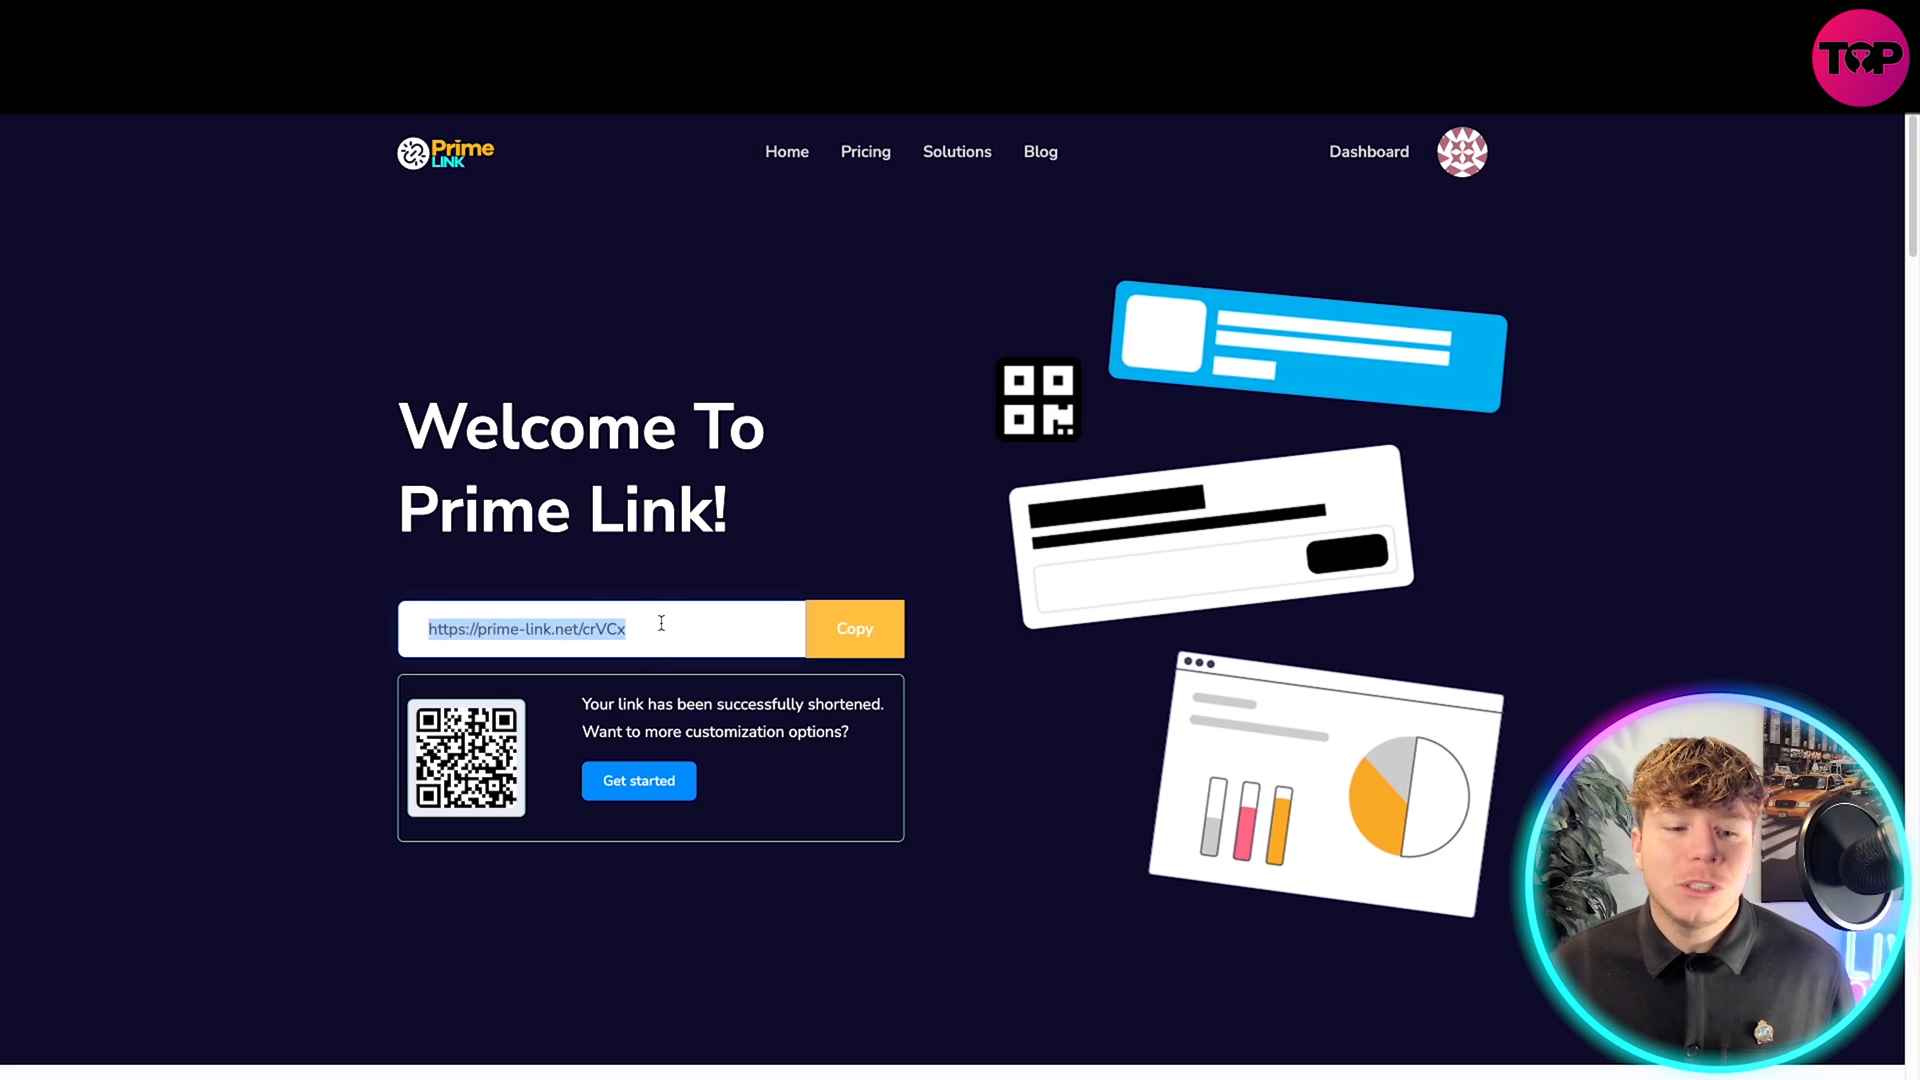 TOP
Prime
LINK
Home
Pricing
Solutions
Blog
Dashboard
Welcome To
Prime Link!
https://prime-link.net/crVCx
Copy
Your link has been successfully shortened.
Want to more customization options?
Get started